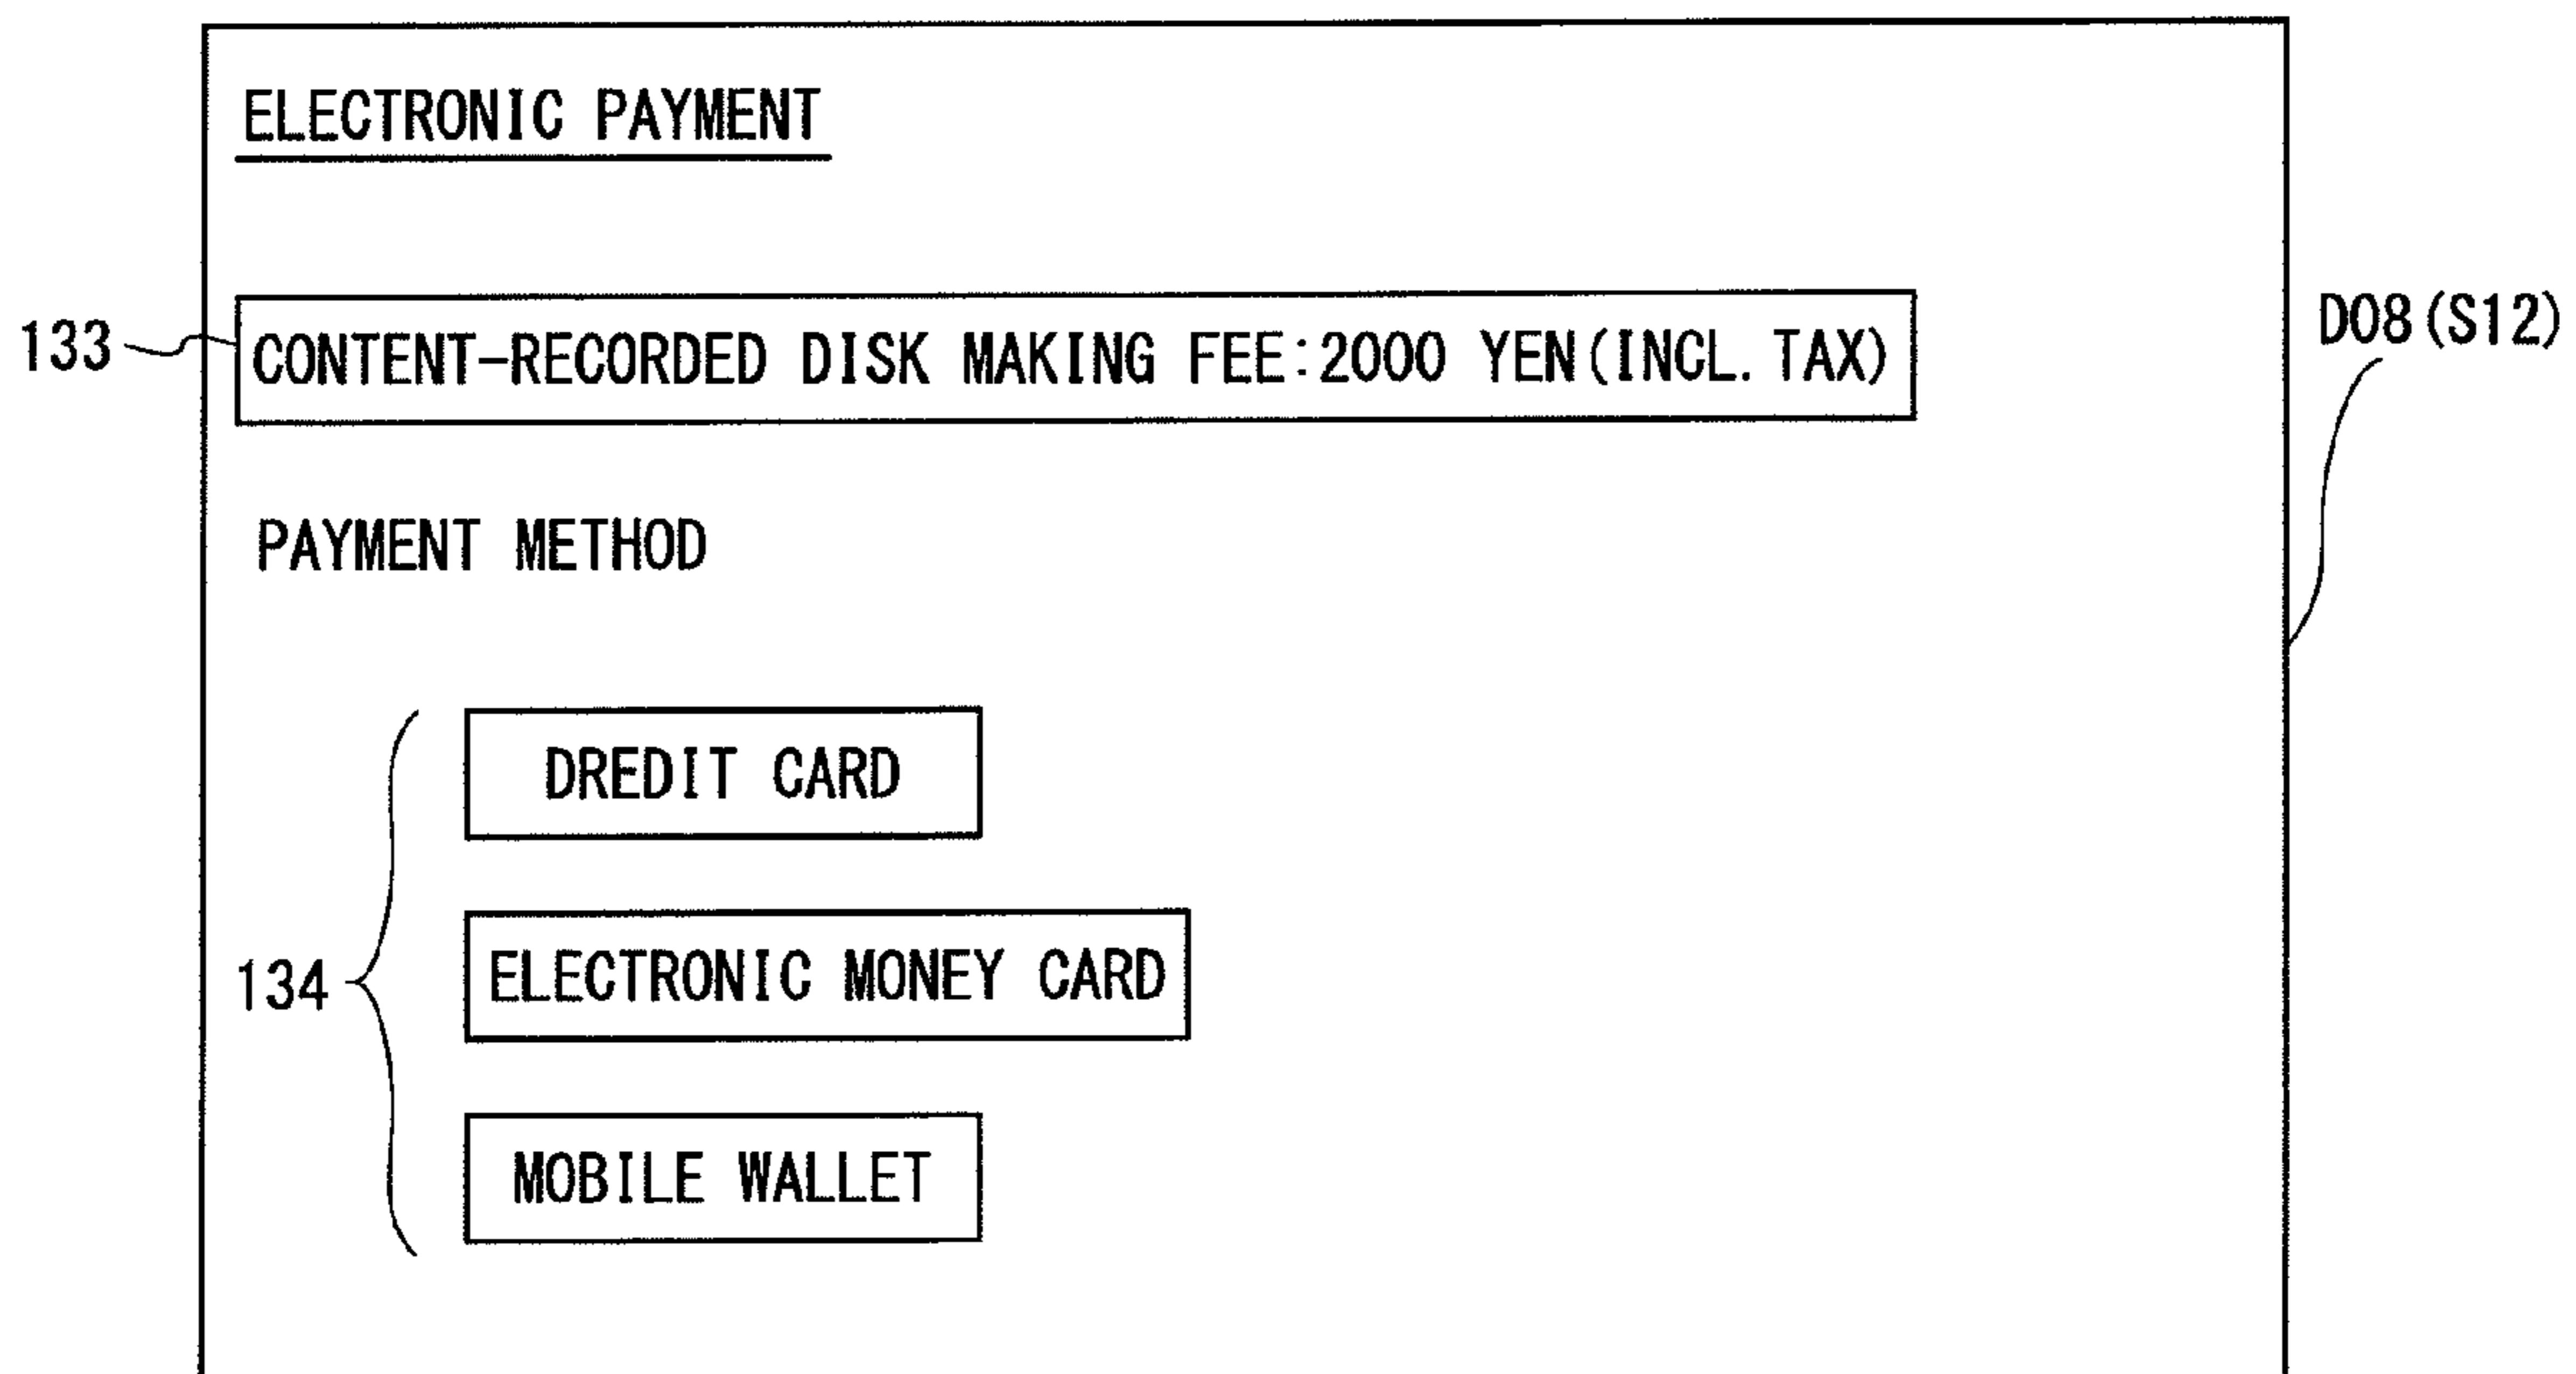 ELECTRONIC PAYMENT
133
CONTENT-RECORDED DISK MAKING FEE:2000 YEN(INCL. TAX)
D08(S12)
PAYMENT METHOD
DREDIT CARD
134
ELECTRONIC MONEY CARD
MOBILE WALLET